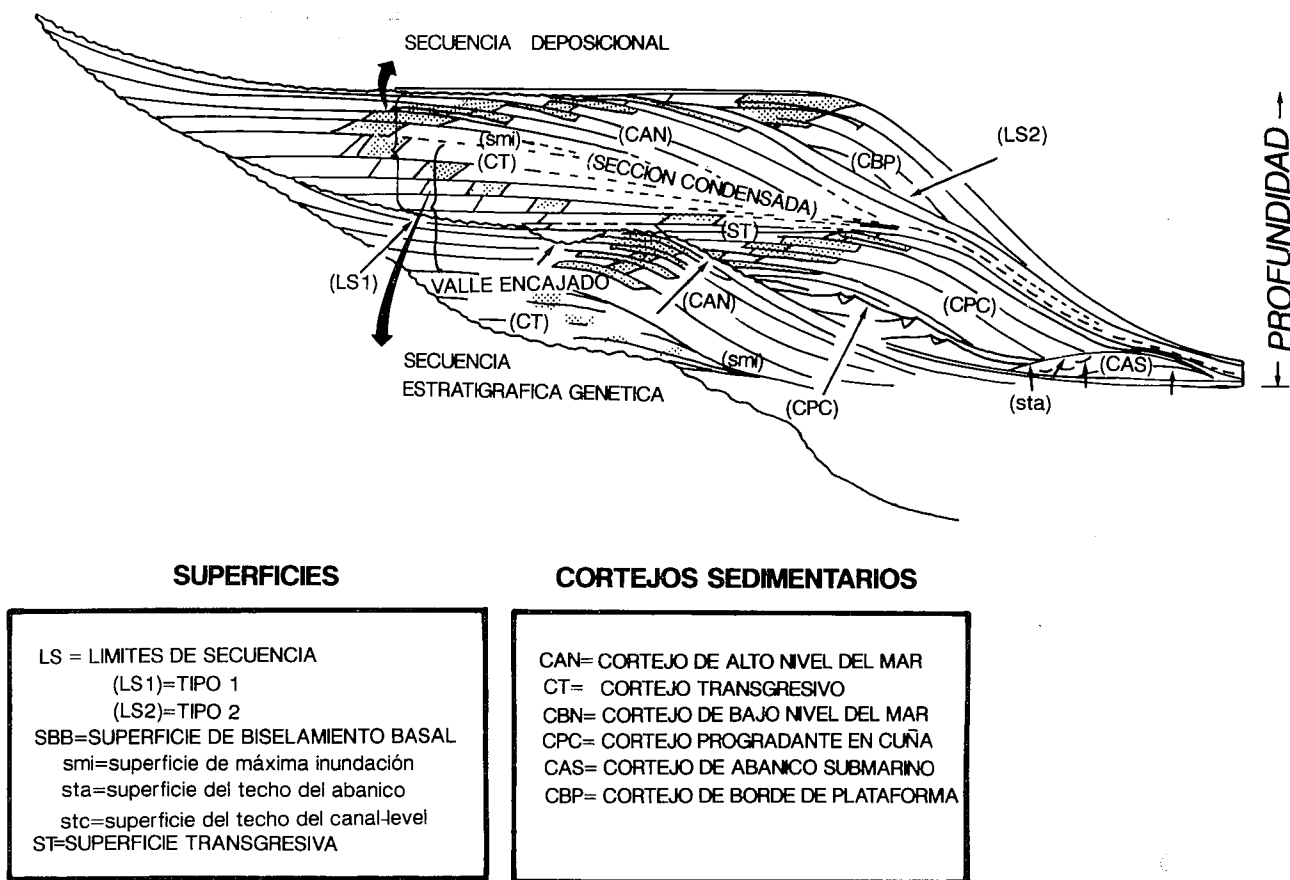 SECUENCIA DEPOSICIONAL
(LS2)
(smi)
(CAN)
(CBP)
(CT)
(SECCION CONDENSADA)
PROFUNDIDAD
(ST)
(LS1)
VALLE ENCAJADO
(CAN)
(CPC)
(CT)
(smi)
(CAS)
SECUENCIA
ESTRATIGRAFICA GENETICA
(CPC)
(sta)
SUPERFICIES
LS = LIMITES DE SECUENCIA
(LS1)=TIPO 1
(LS2)=TIPO 2
SBB=SUPERFICIE DE BISELAMIENTO BASAL
smi=superficie de máxima inundación
sta=superficie del techo del abanico
stc=superficie del techo del canal-level
ST=SUPERFICIE TRANSGRESIVA
CORTEJOS SEDIMENTARIOS
CAN= CORTEJO DE ALTO NIVEL DEL MAR
CT= CORTEJO TRANSGRESIVO
CBN= CORTEJO DE BAJO NIVEL DEL MAR
CPC= CORTEJO PROGRADANTE EN CUÑA
CAS= CORTEJO DE ABANICO SUBMARINO
CBP= CORTEJO DE BORDE DE PLATAFORMA